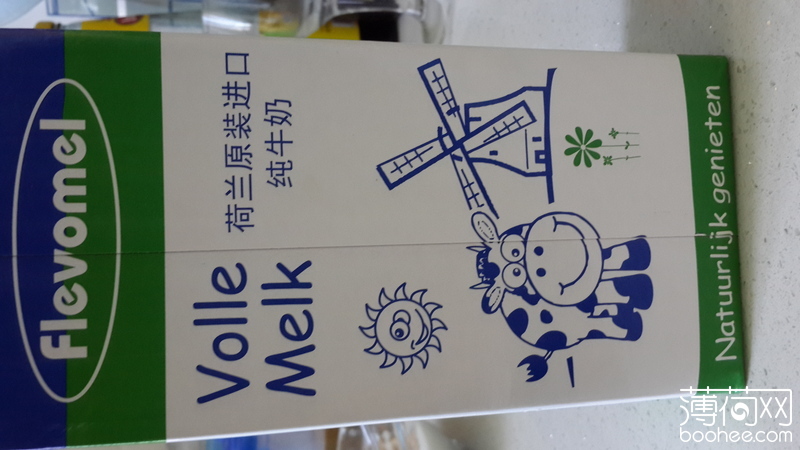 flevomel
Volle
Melk
荷兰原装进口
纯牛奶
Natuurlijk genieten
薄荷网
boohee.com